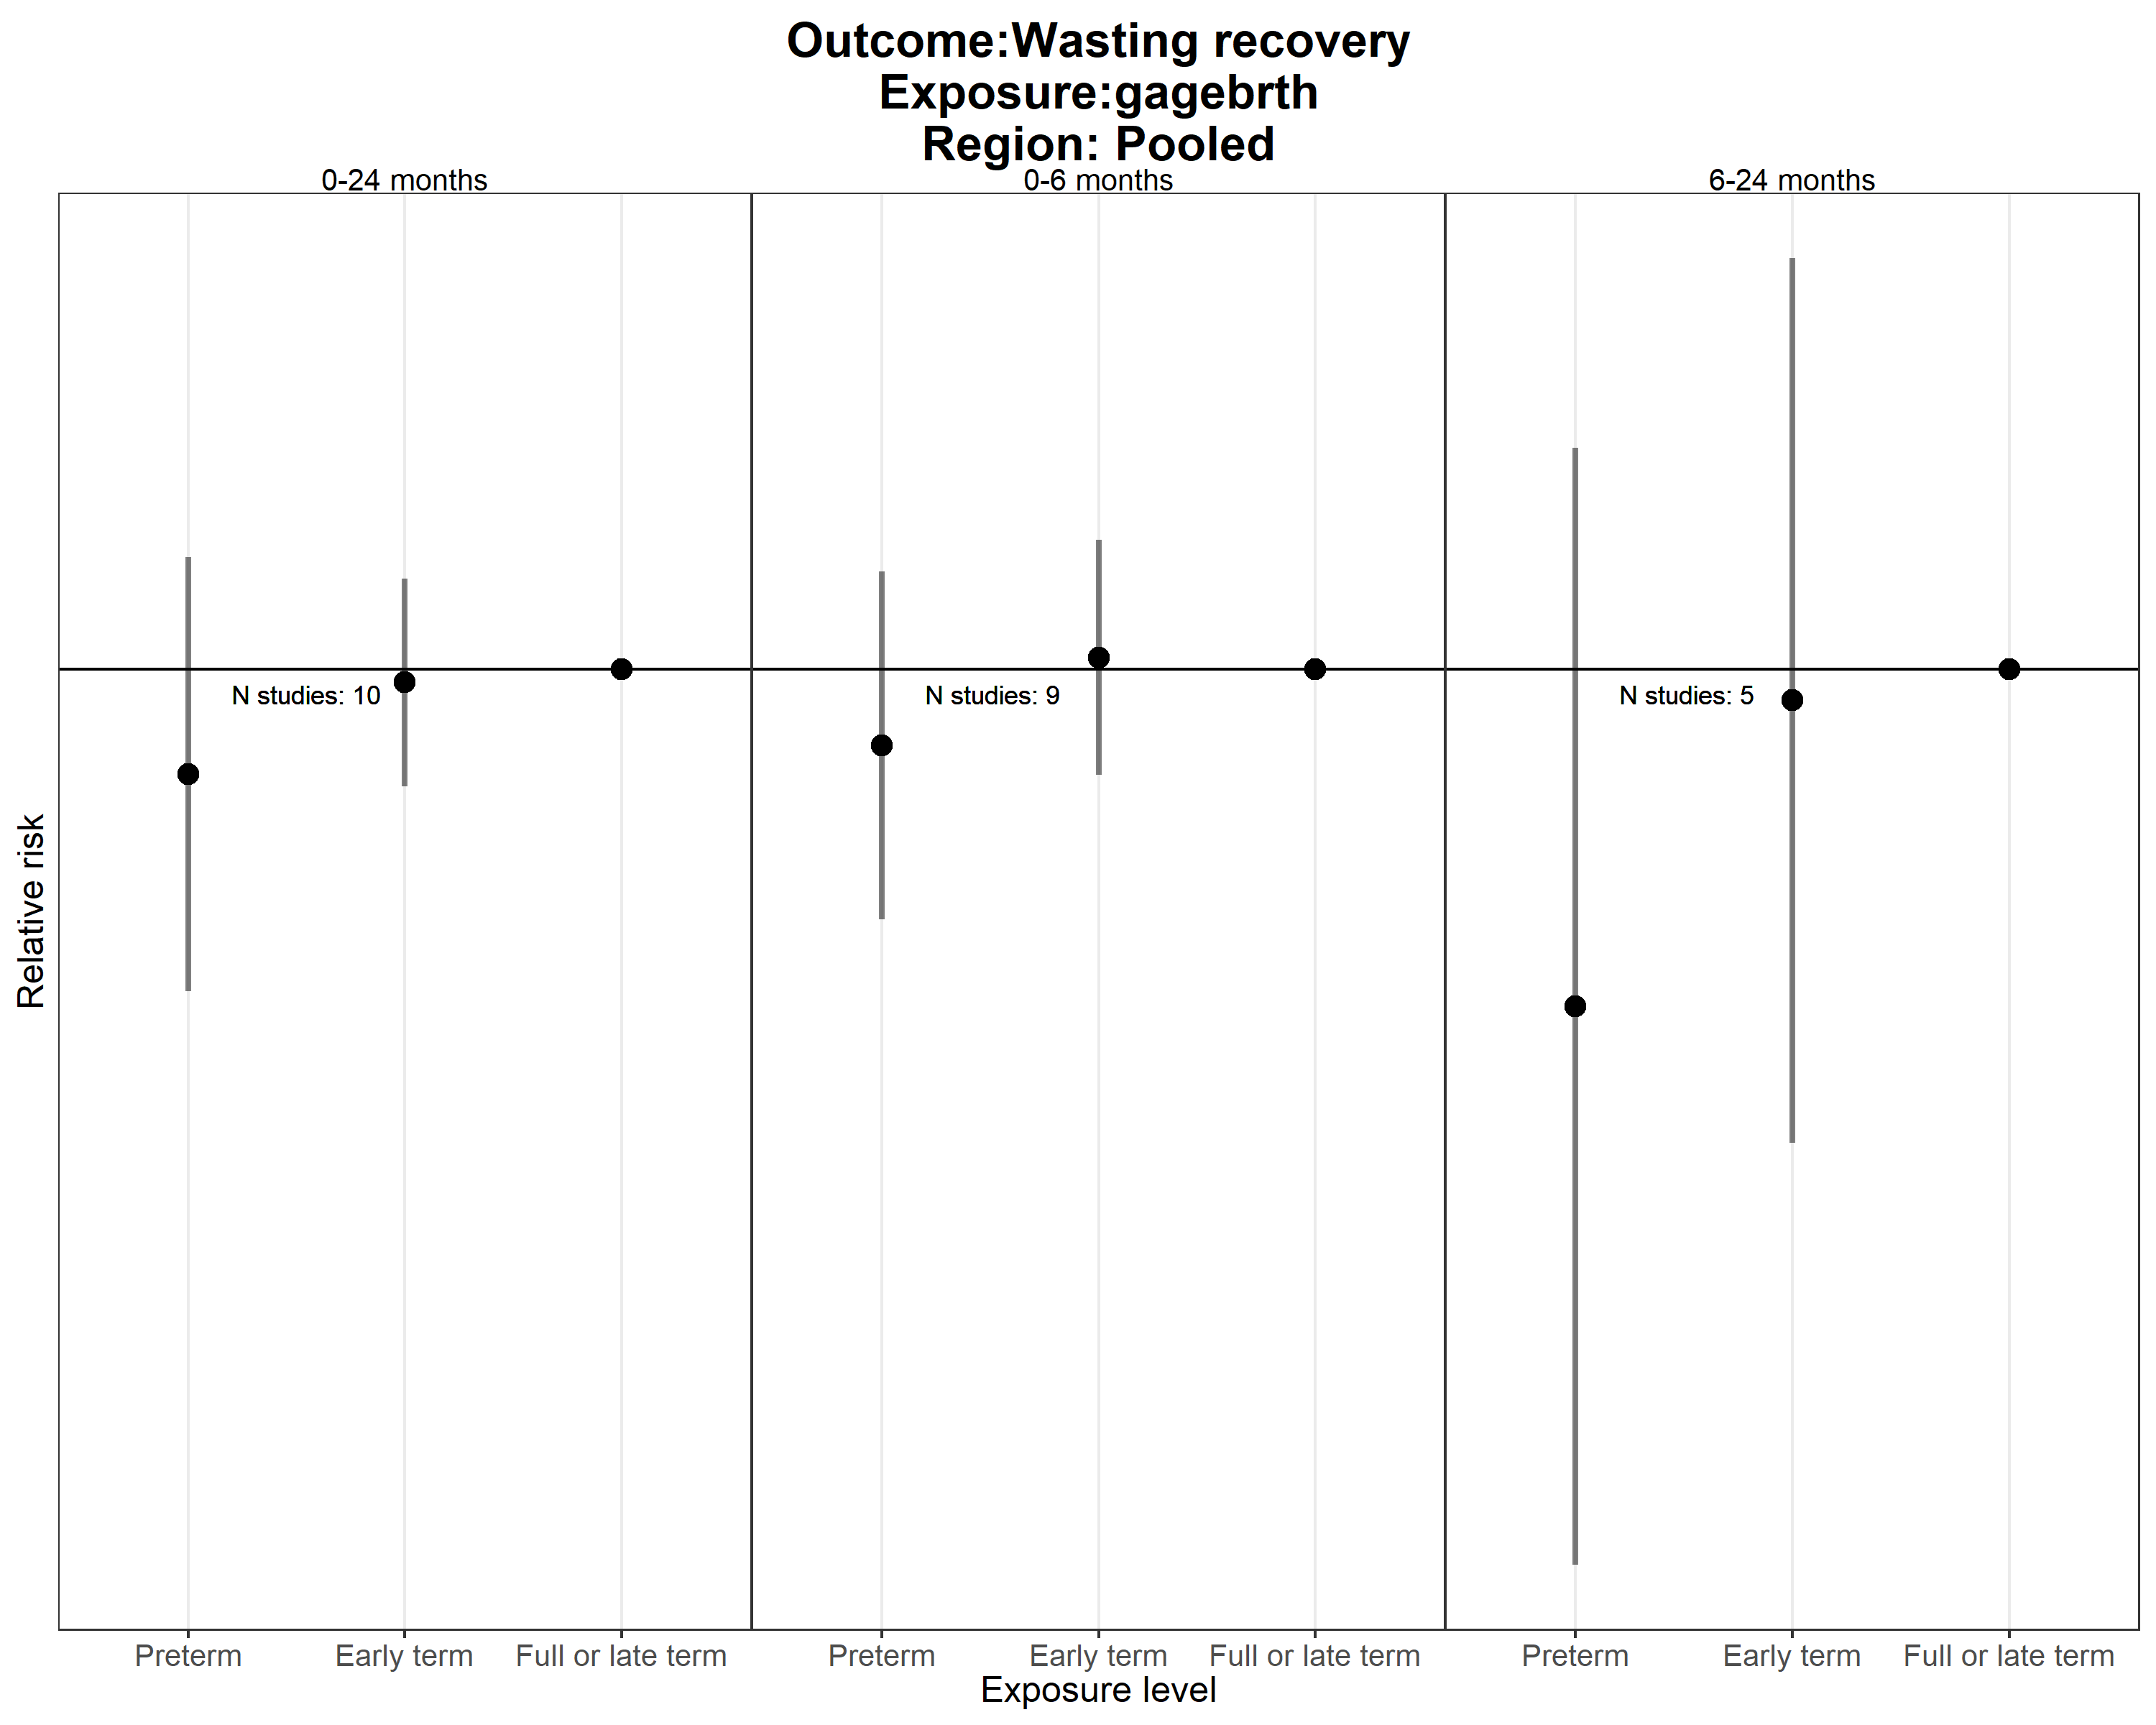 Outcome:Wasting recovery
Exposure:gagebrth
Region: Pooled
0-24 months
0-6 months
6-24 months
N studies: 10
N studies: 9
N studies: 5
Relative risk
Preterm
Early term
Full or late term
Preterm
Early term
Full or late term
Preterm
Early term
Full or late term
Exposure level